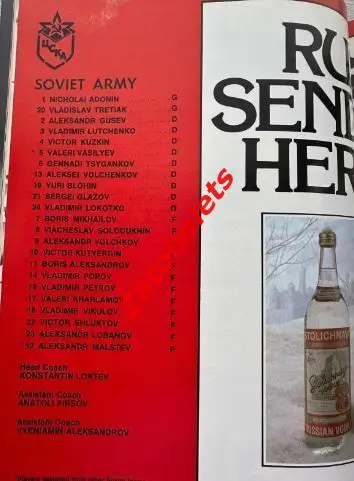 ЦСКА
SOVIET ARMY
1 NICHOLAI ADONIN G
20 VLADISLAV TRETIAK G
2 ALEKSANDR GUSEV D
3 VLADIMIR LUTCHENKO D
4 VICTOR KUZKIN D
* 5 VALERI VASILYEV D
6 GENNADI TSYGANKOV D
13 ALEKSEI VOLCHENKOV D
19 YURI BLOHIN D
21 SERGEI GLAZOV D
24 VLADIMIR LOKOTKO D
7 BORIS MIKHAILOV F
8 VIACHESLAV SOLODUKHIN F
9 ALEKSANDR VOLCHKOV F
10 VICTOR KUTYERGIN F
11 BORIS ALEKSANDROV F
14 VLADIMIR POPOV F
16 VLADIMIR PETROV F
17 VALERI KHARLAMOV F
18 VLADIMIR VIKULOV F
22 VICTOR SHLUKTOV F
23 ALEKSANDR LOBANOV F
*12 ALEKSANDR MALSTEV F
Head Coach
KONSTANTIN LOKTEV
Assistant Coach
ANATOLI FIRSOV
Assistant Coach
VYENIAMIN ALEKSANDROV
RU
SEND
HER
STOLICHNAYA
Stolichnaya
RUSSIAN VODKA